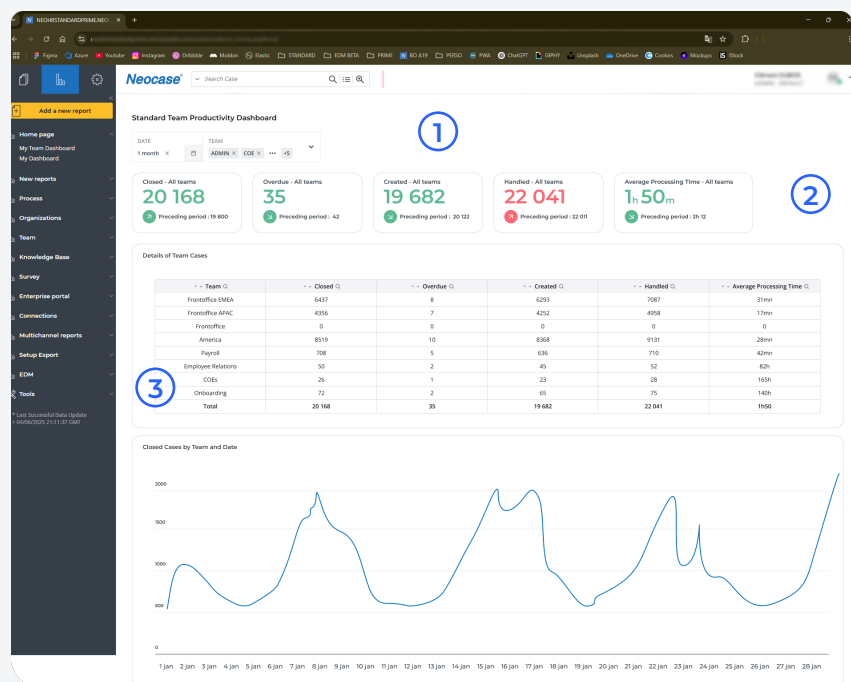 NEOHRSTANDARDPRIME.NEOC
Figma Azure Youtube Instagram Dribbble Mobbin Elastic STANDARD EDM BETA PRIME BO A19 PERSO PWA ChatGPT GIPHY Unsplash OneDrive Cookies Mockups iStock
Neocase
Search Case
Add a new report
Home page
My Team Dashboard
My Dashboard
New reports
Process
Organizations
Team
Knowledge Base
Survey
Enterprise portal
Connections
Multichannel reports
Setup Export
EDM
Tools
* Last Successful Data Update
- 04/06/2025 21:11:37 GMT
Standard Team Productivity Dashboard
1
DATE TEAM
1 month × ADMIN × COE × ••• +5
Closed - All teams
20 168
Preceding period : 19 800
Overdue - All teams
35
Preceding period : 42
Created - All teams
19 682
Preceding period : 20 122
Handled - All teams
22 041
Preceding period : 22 011
Average Processing Time - All teams
1h 50m
Preceding period : 2h 12
2
Details of Team Cases
Team Closed Overdue Created Handled Average Processing Time
Frontoffice EMEA 6437 8 6293 7087 31mn
Frontoffice APAC 4356 7 4252 4958 17mn
Frontoffice 0 0 0 0 0
America 8519 10 8368 9131 28mn
Payroll 708 5 636 710 42mn
Employee Relations 50 2 45 52 82h
COEs 26 1 23 28 165h
Onboarding 72 2 65 75 140h
Total 20 168 35 19 682 22 041 1h50
3
Closed Cases by Team and Date
2000
1500
1000
500
0
1 jan 2 jan 3 jan 4 jan 5 jan 6 jan 7 jan 8 jan 9 jan 10 jan 11 jan 12 jan 13 jan 14 jan 15 jan 16 jan 17 jan 18 jan 19 jan 20 jan 21 jan 22 jan 23 jan 24 jan 25 jan 26 jan 27 jan 28 jan